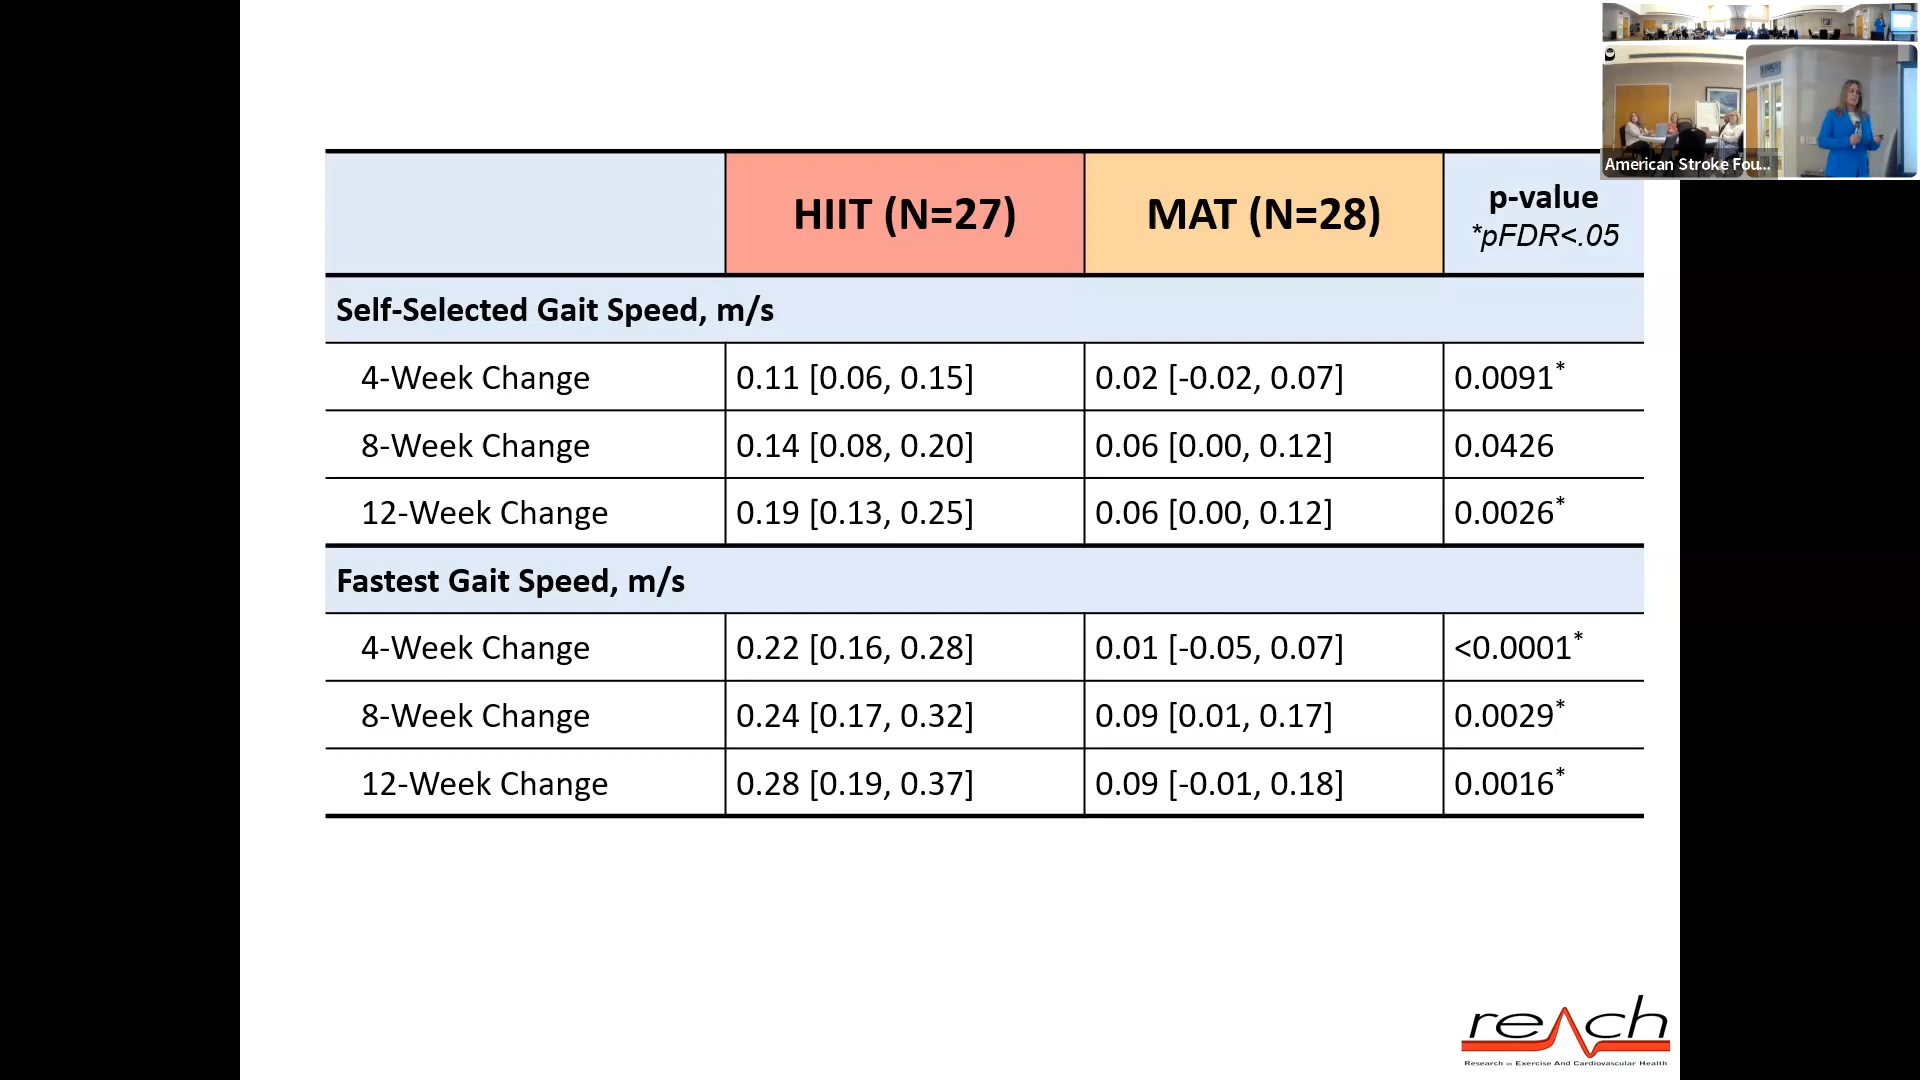 American Stroke Fou...
HIIT (N=27) MAT (N=28) p-value
*pFDR<.05
Self-Selected Gait Speed, m/s
4-Week Change 0.11 [0.06, 0.15] 0.02 [-0.02, 0.07] 0.0091*
8-Week Change 0.14 [0.08, 0.20] 0.06 [0.00, 0.12] 0.0426
12-Week Change 0.19 [0.13, 0.25] 0.06 [0.00, 0.12] 0.0026*
Fastest Gait Speed, m/s
4-Week Change 0.22 [0.16, 0.28] 0.01 [-0.05, 0.07] <0.0001*
8-Week Change 0.24 [0.17, 0.32] 0.09 [0.01, 0.17] 0.0029*
12-Week Change 0.28 [0.19, 0.37] 0.09 [-0.01, 0.18] 0.0016*
reach
Research in Exercise And Cardiovascular Health